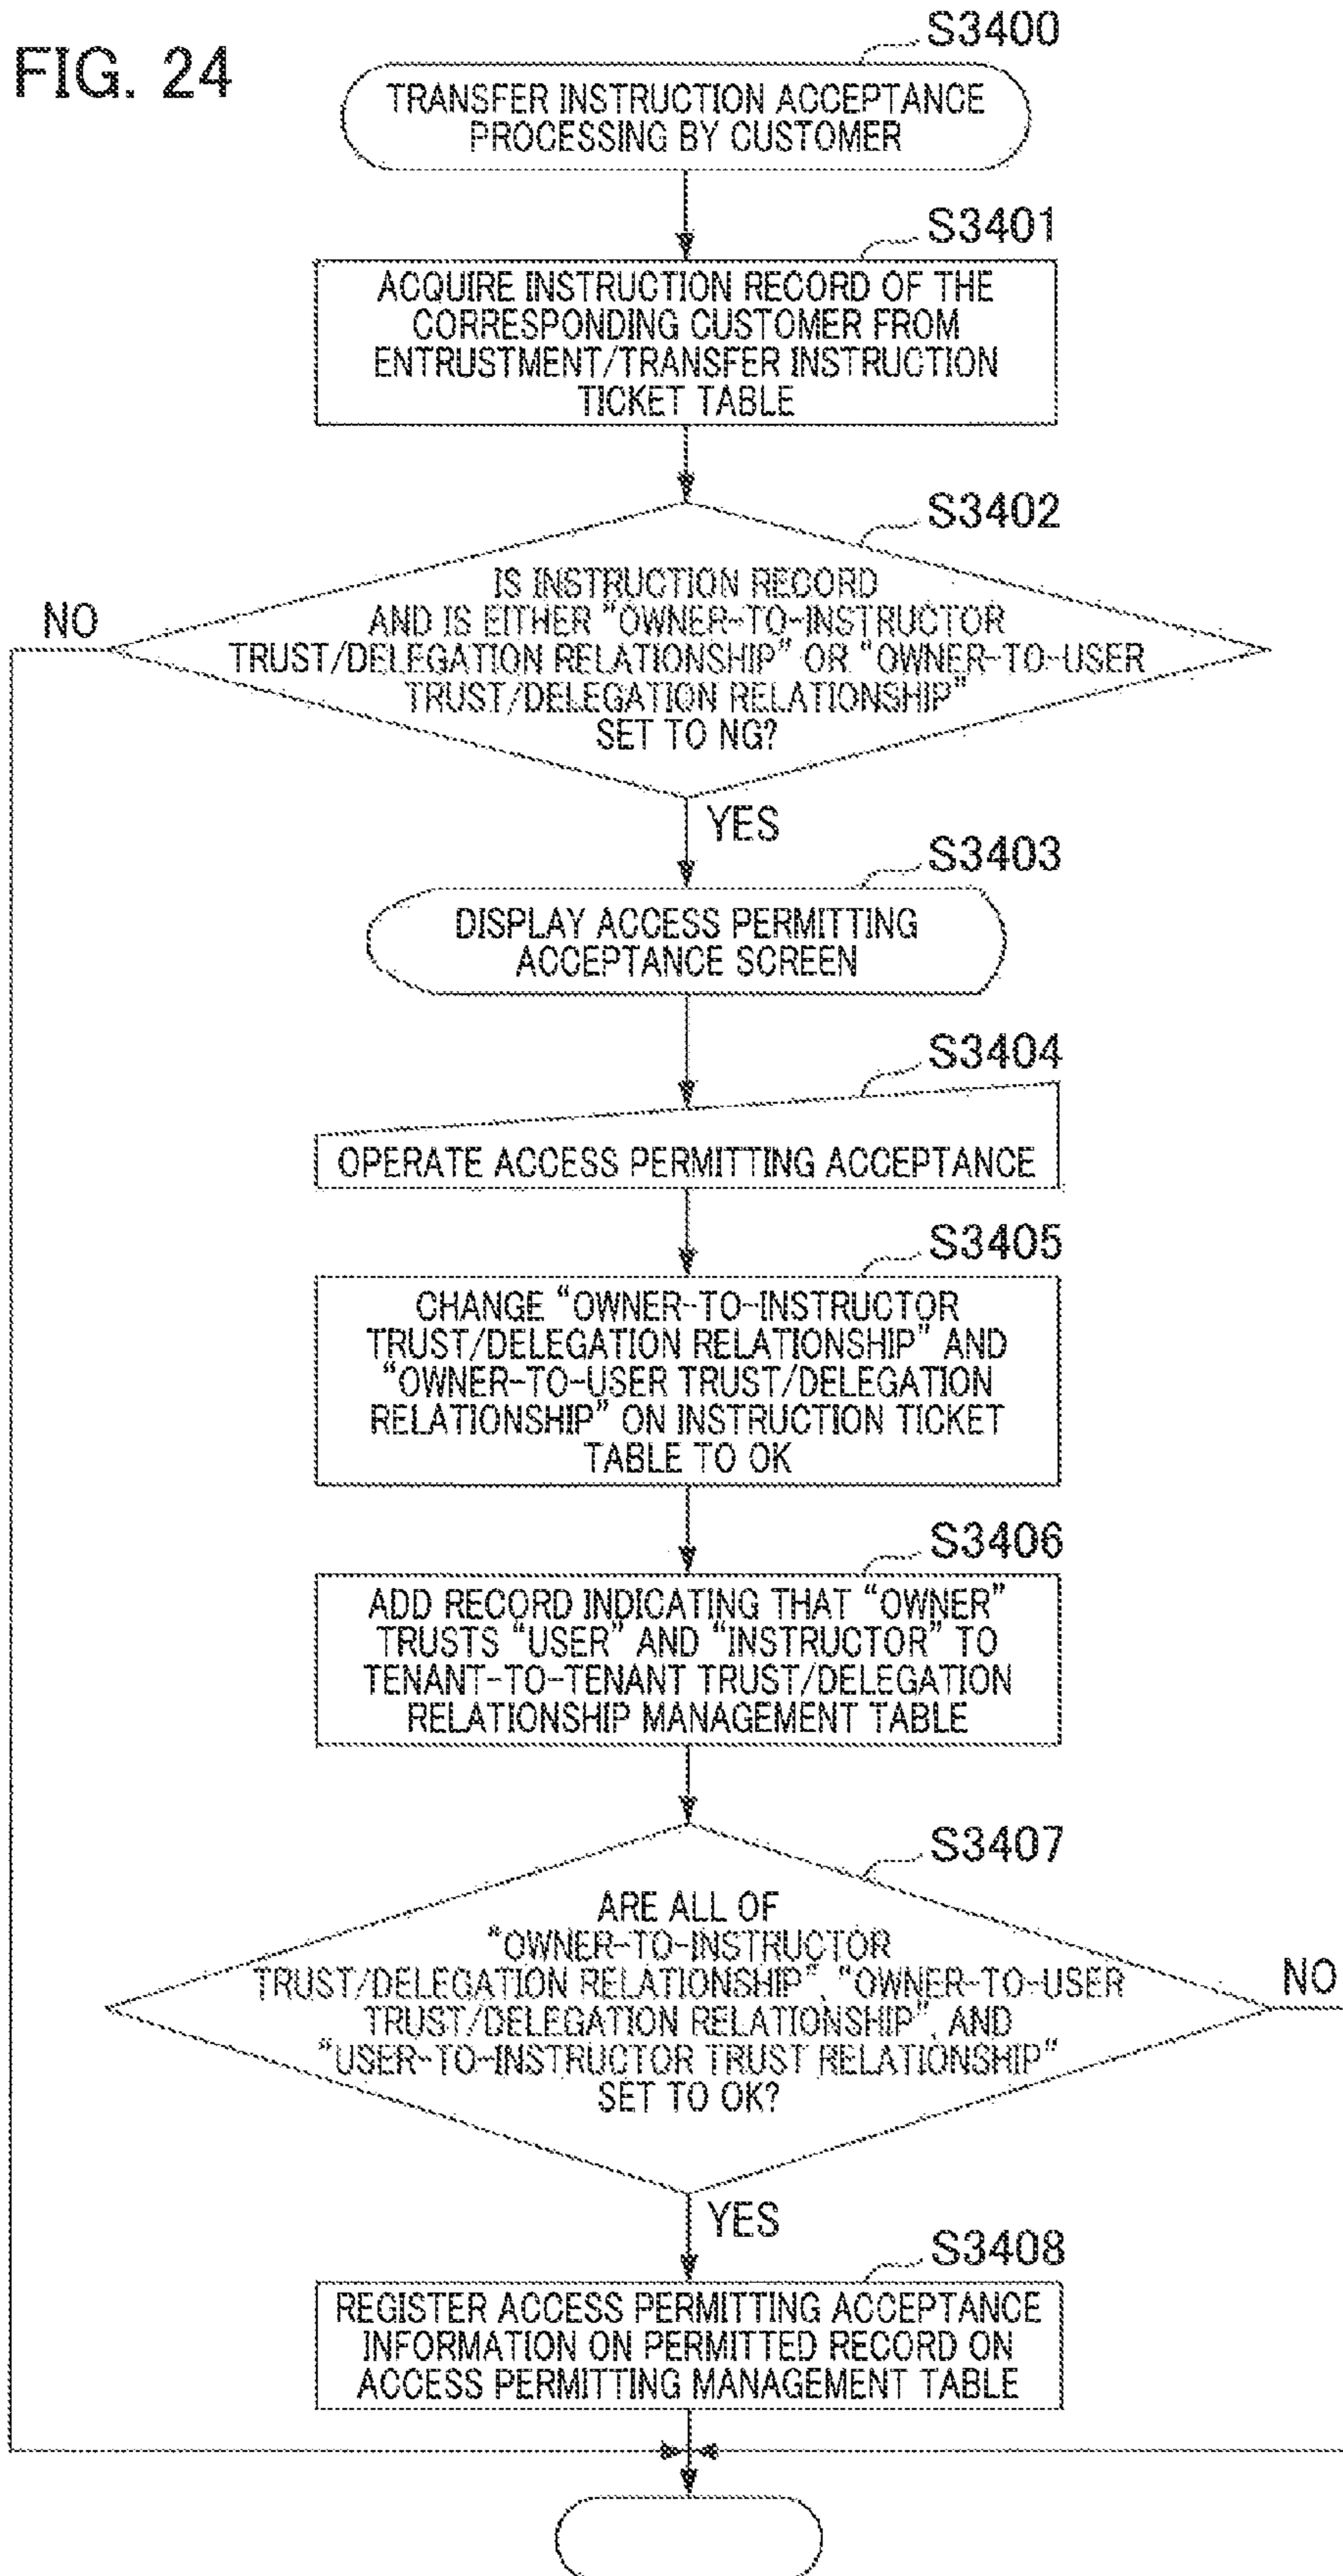 FIG. 24
S3400
TRANSFER INSTRUCTION ACCEPTANCE
PROCESSING BY CUSTOMER
S3401
ACQUIRE INSTRUCTION RECORD OF THE
CORRESPONDING CUSTOMER FROM
ENTRUSTMENT/TRANSFER INSTRUCTION
TICKET TABLE
S3402
IS INSTRUCTION RECORD
AND IS EITHER “OWNER-TO-INSTRUCTOR
TRUST/DELEGATION RELATIONSHIP” OR “OWNER-TO-USER
TRUST/DELEGATION RELATIONSHIP”
SET TO NG?
NO
YES
S3403
DISPLAY ACCESS PERMITTING
ACCEPTANCE SCREEN
S3404
OPERATE ACCESS PERMITTING ACCEPTANCE
S3405
CHANGE “OWNER-TO-INSTRUCTOR
TRUST/DELEGATION RELATIONSHIP” AND
“OWNER-TO-USER TRUST/DELEGATION
RELATIONSHIP” ON INSTRUCTION TICKET
TABLE TO OK
S3406
ADD RECORD INDICATING THAT “OWNER”
TRUSTS “USER” AND “INSTRUCTOR” TO
TENANT-TO-TENANT TRUST/DELEGATION
RELATIONSHIP MANAGEMENT TABLE
S3407
ARE ALL OF
“OWNER-TO-INSTRUCTOR
TRUST/DELEGATION RELATIONSHIP”, “OWNER-TO-USER
TRUST/DELEGATION RELATIONSHIP”, AND
“USER-TO-INSTRUCTOR TRUST RELATIONSHIP”
SET TO OK?
NO
YES
S3408
REGISTER ACCESS PERMITTING ACCEPTANCE
INFORMATION ON PERMITTED RECORD ON
ACCESS PERMITTING MANAGEMENT TABLE